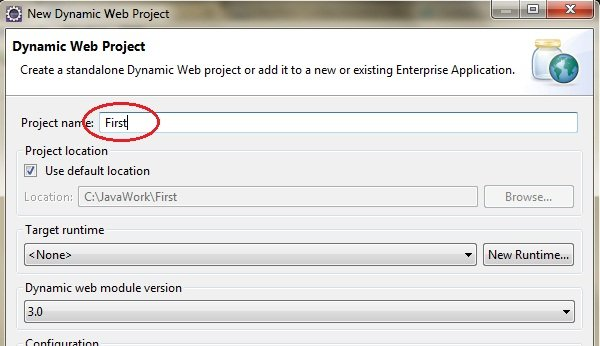 New Dynamic Web Project
Dynamic Web Project
Create a standalone Dynamic Web project or add it to a new or existing Enterprise Application.
Project name: First
Project location
Use default location
Location: C:\JavaWork\First Browse...
Target runtime
<None> New Runtime...
Dynamic web module version
3.0
Configuration